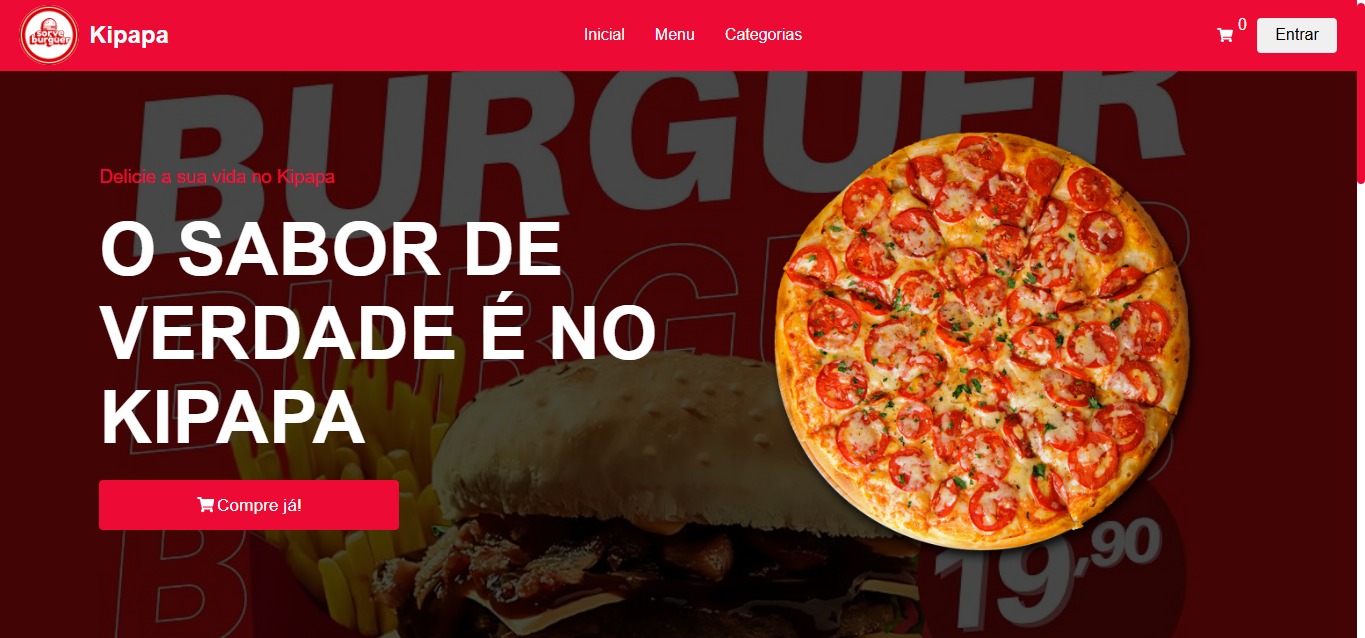 sorve
burguer
Kipapa
Inicial
Menu
Categorias
0
Entrar
BURGUER
Delicie a sua vida no Kipapa
O SABOR DE
VERDADE É NO
KIPAPA
Compre já!
19,90